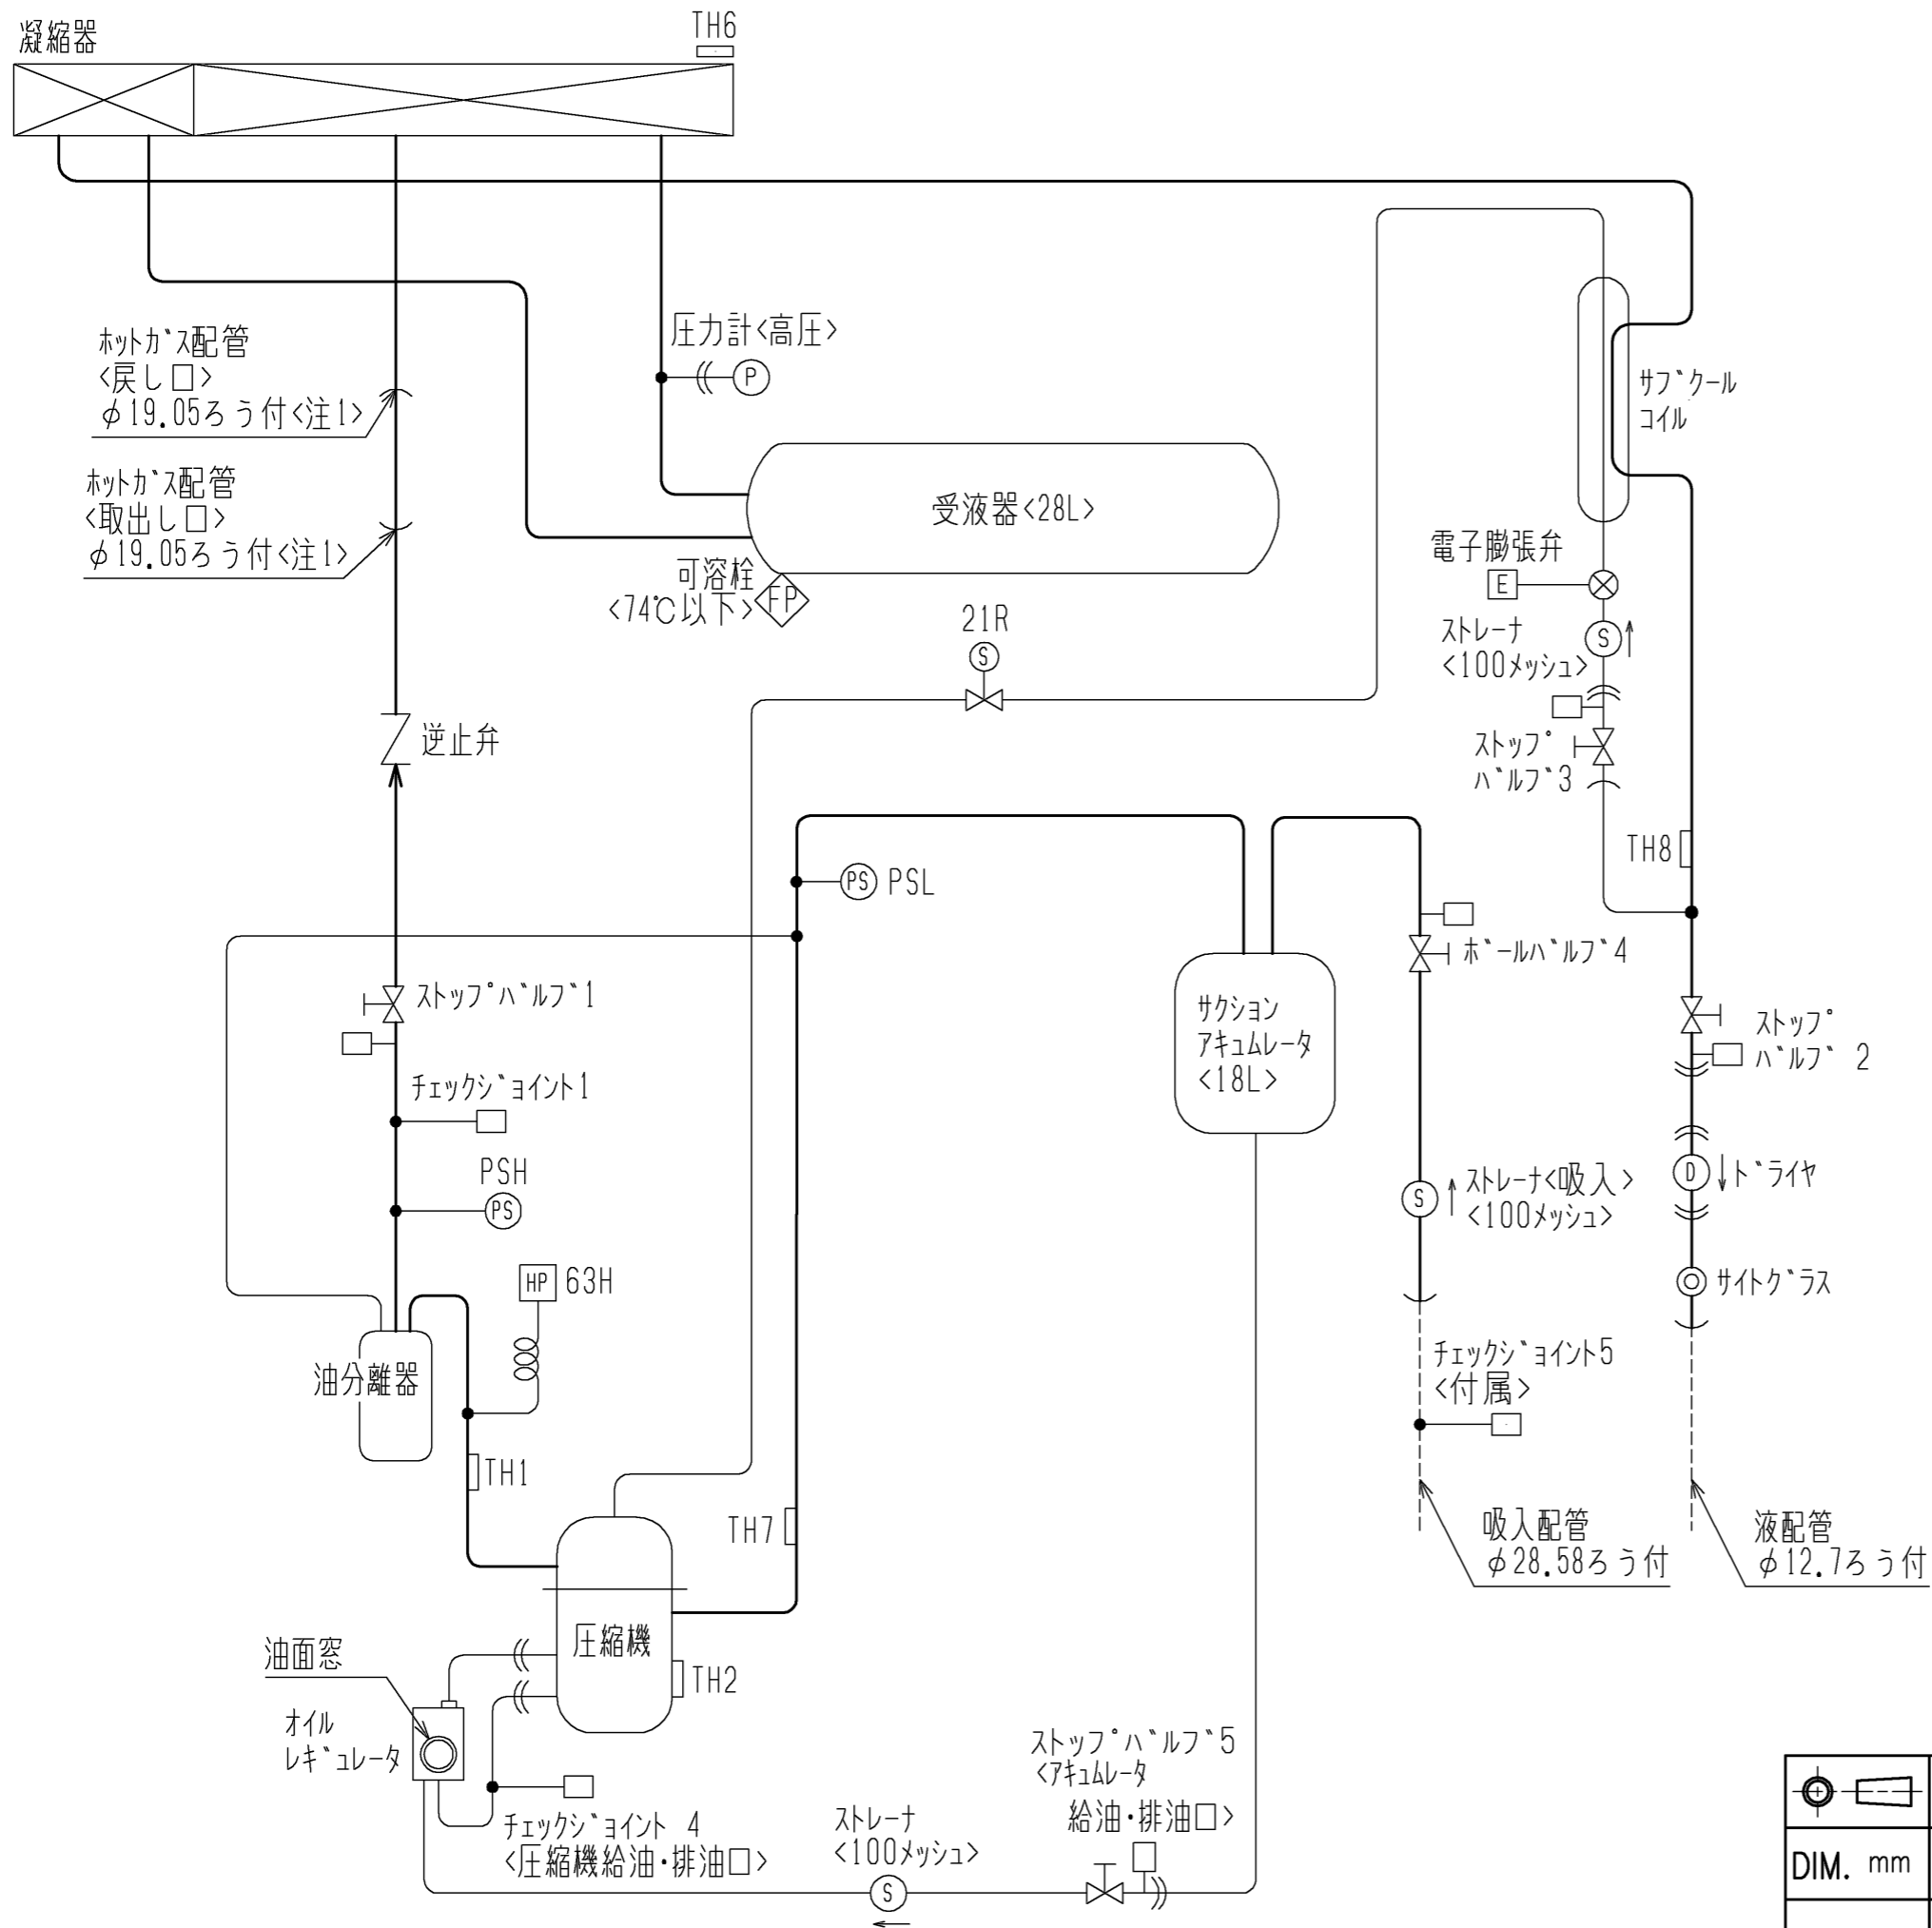 凝縮器
TH6
ホットガス配管
<戻し口>
φ19.05ろう付<注1>
圧力計<高圧>
P
サブクール
コイル
ホットガス配管
<取出し口>
φ19.05ろう付<注1>
受液器<28L>
可溶栓
<74℃以下>
FP
電子膨張弁
E
ストレーナ
<100メッシュ>
S
21R
S
逆止弁
ストップ
バルブ3
TH8
PS
PSL
ボールバルブ4
ストップバルブ1
サクション
アキュムレータ
<18L>
ストップ
バルブ 2
チェックジョイント1
PSH
PS
ストレーナ<吸入>
<100メッシュ>
S
D
ドライヤ
HP
63H
サイトグラス
油分離器
チェックジョイント5
<付属>
TH1
TH7
吸入配管
φ28.58ろう付
液配管
φ12.7ろう付
圧縮機
油面窓
TH2
オイル
レギュレータ
ストップバルブ5
<アキュムレータ
給油・排油口>
チェックジョイント 4
<圧縮機給油・排油口>
ストレーナ
<100メッシュ>
S
DIM. mm